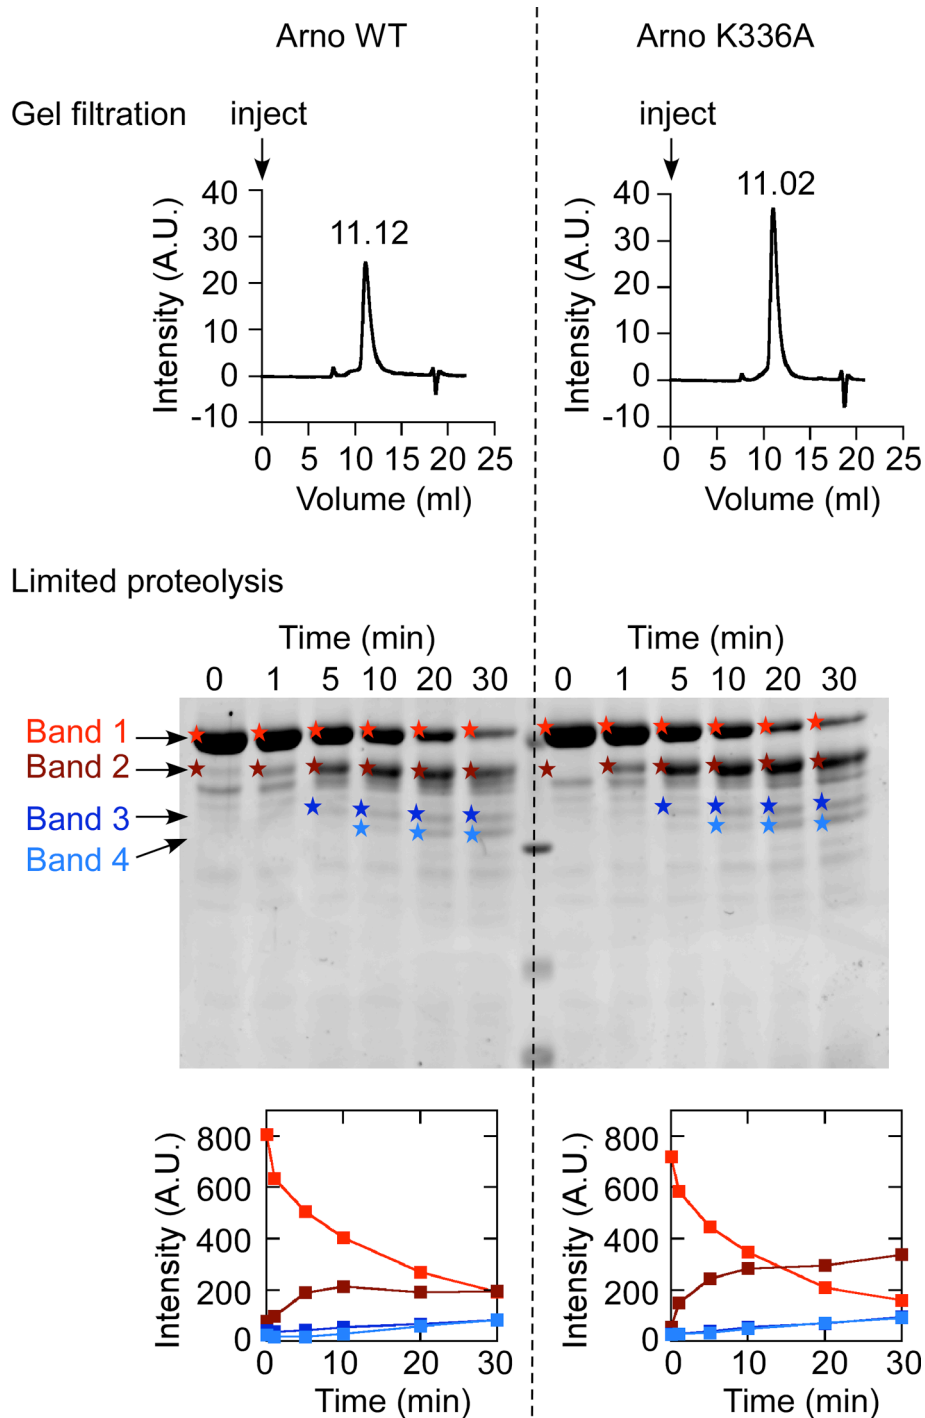 Arno WT
Arno K336A
Gel filtration
inject
inject
11.12
11.02
Intensity (A.U.)
40
30
20
10
0
-10
0 5 10 15 20 25
Volume (ml)
Intensity (A.U.)
40
30
20
10
0
-10
0 5 10 15 20 25
Volume (ml)
Limited proteolysis
Time (min)
Time (min)
0 1 5 10 20 30
0 1 5 10 20 30
Band 1
Band 2
Band 3
Band 4
Intensity (A.U.)
800
600
400
200
0
0 10 20 30
Time (min)
Intensity (A.U.)
800
600
400
200
0
0 10 20 30
Time (min)